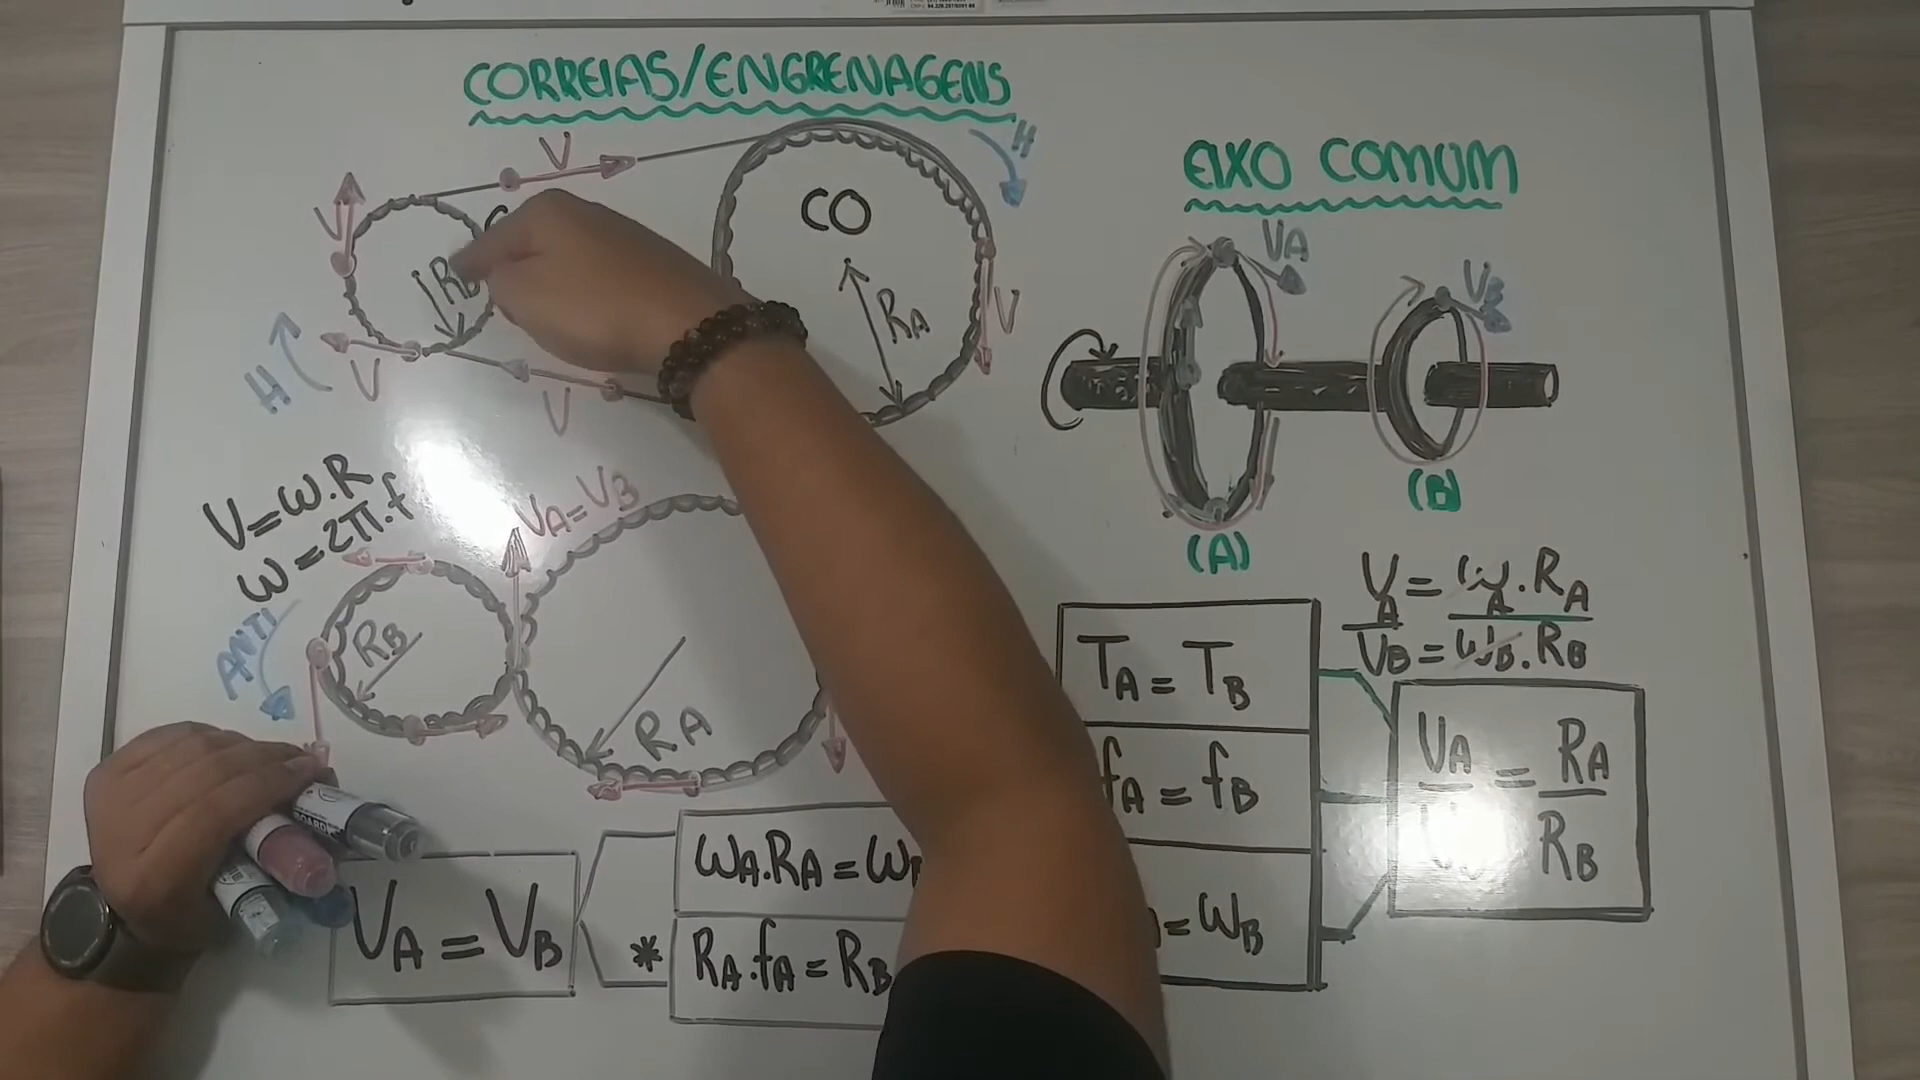 CORREIAS/ENGRENAGENS
V
H
V
CO
RB
RA
V
H
V
V
V=ω.R
ω=2π.f
VA=VB
ANTI
RB
RA
VA=VB
ωA.RA=ω
* RA.fA=RB
EIXO COMUM
VA
VB
(B)
(A)
TA=TB
fA=fB
=ωB
VA=ωA.RA
VB=ωB.RB
VA = RA
RB